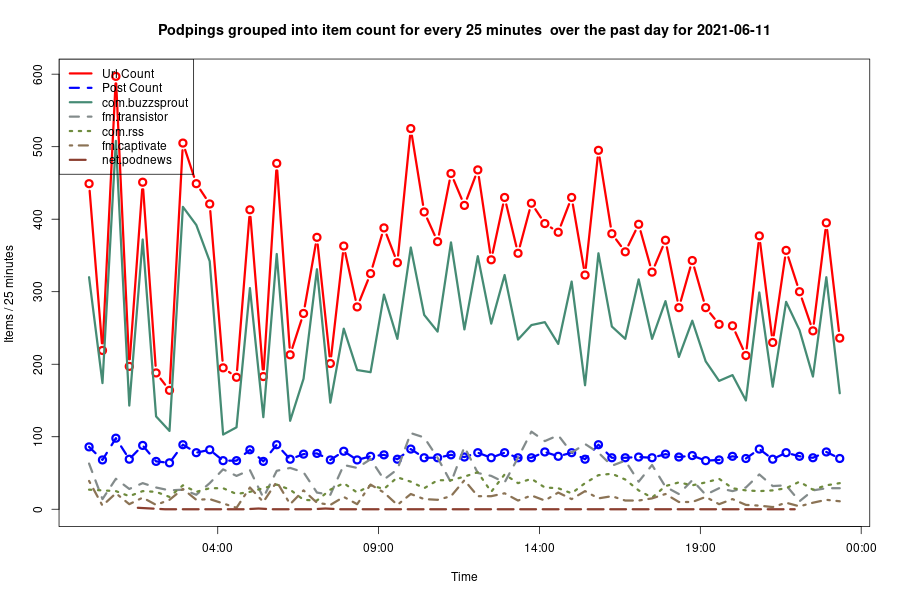 Podpings grouped into item count for every 25 minutes  over the past day for 2021-06-11
Url Count
Post Count
com.buzzsprout
fm.transistor
com.rss
fm.captivate
net.podnews
600
500
400
300
200
100
0
Items / 25 minutes
04:00 09:00 14:00 19:00 00:00
Time